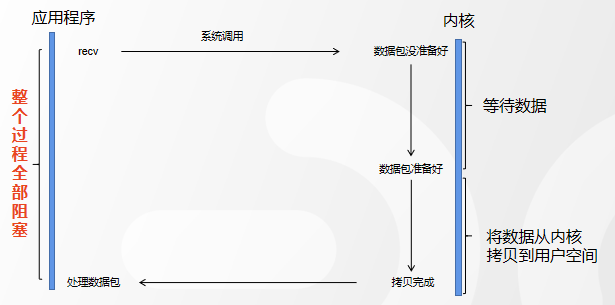 应用程序
内核
系统调用
recv
数据包没准备好
整个过程全部阻塞
等待数据
数据包准备好
将数据从内核
拷贝到用户空间
处理数据包
拷贝完成